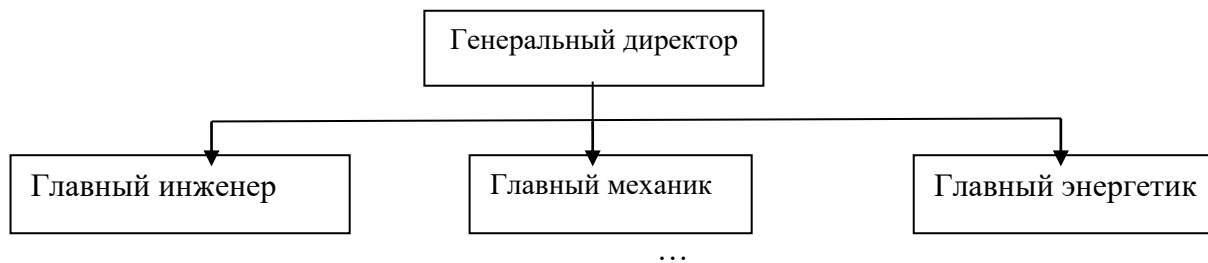 Генеральный директор
Главный инженер
Главный механик
Главный энергетик
…